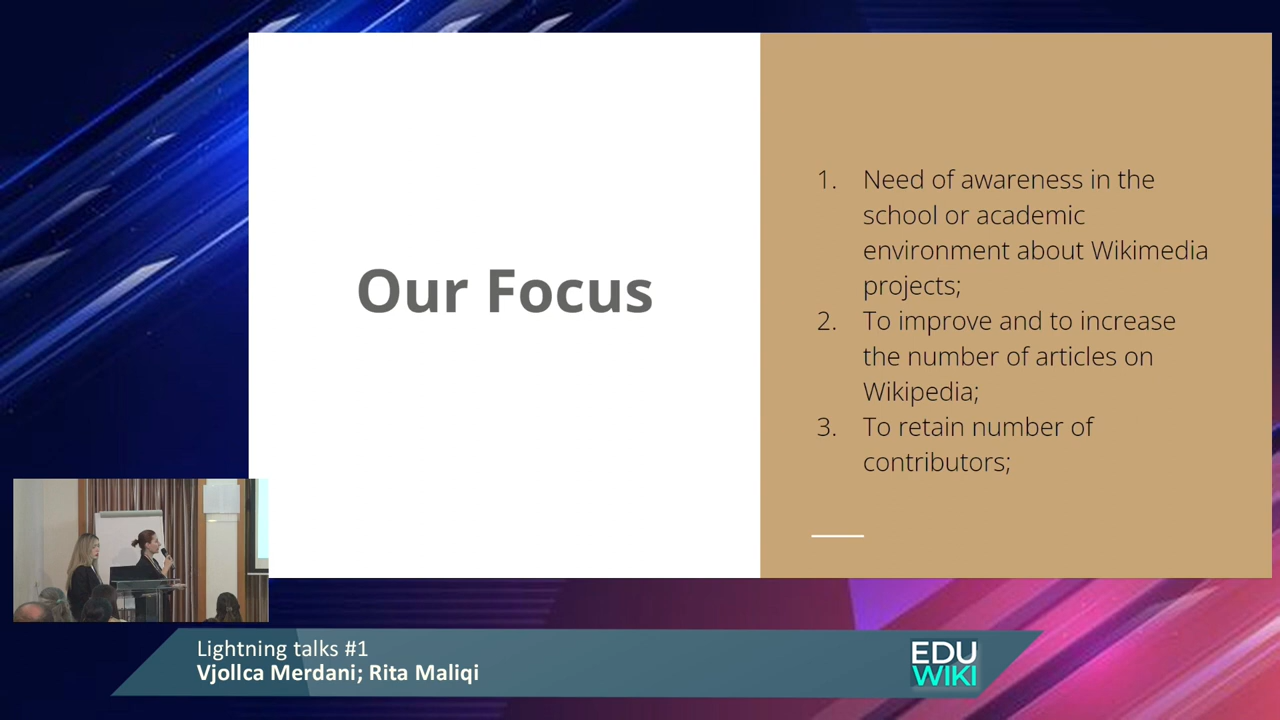 Our Focus
1. Need of awareness in the
school or academic
environment about Wikimedia
projects;
2. To improve and to increase
the number of articles on
Wikipedia;
3. To retain number of
contributors;
Lightning talks #1
Vjollca Merdani; Rita Maliqi
EDU
WIKI